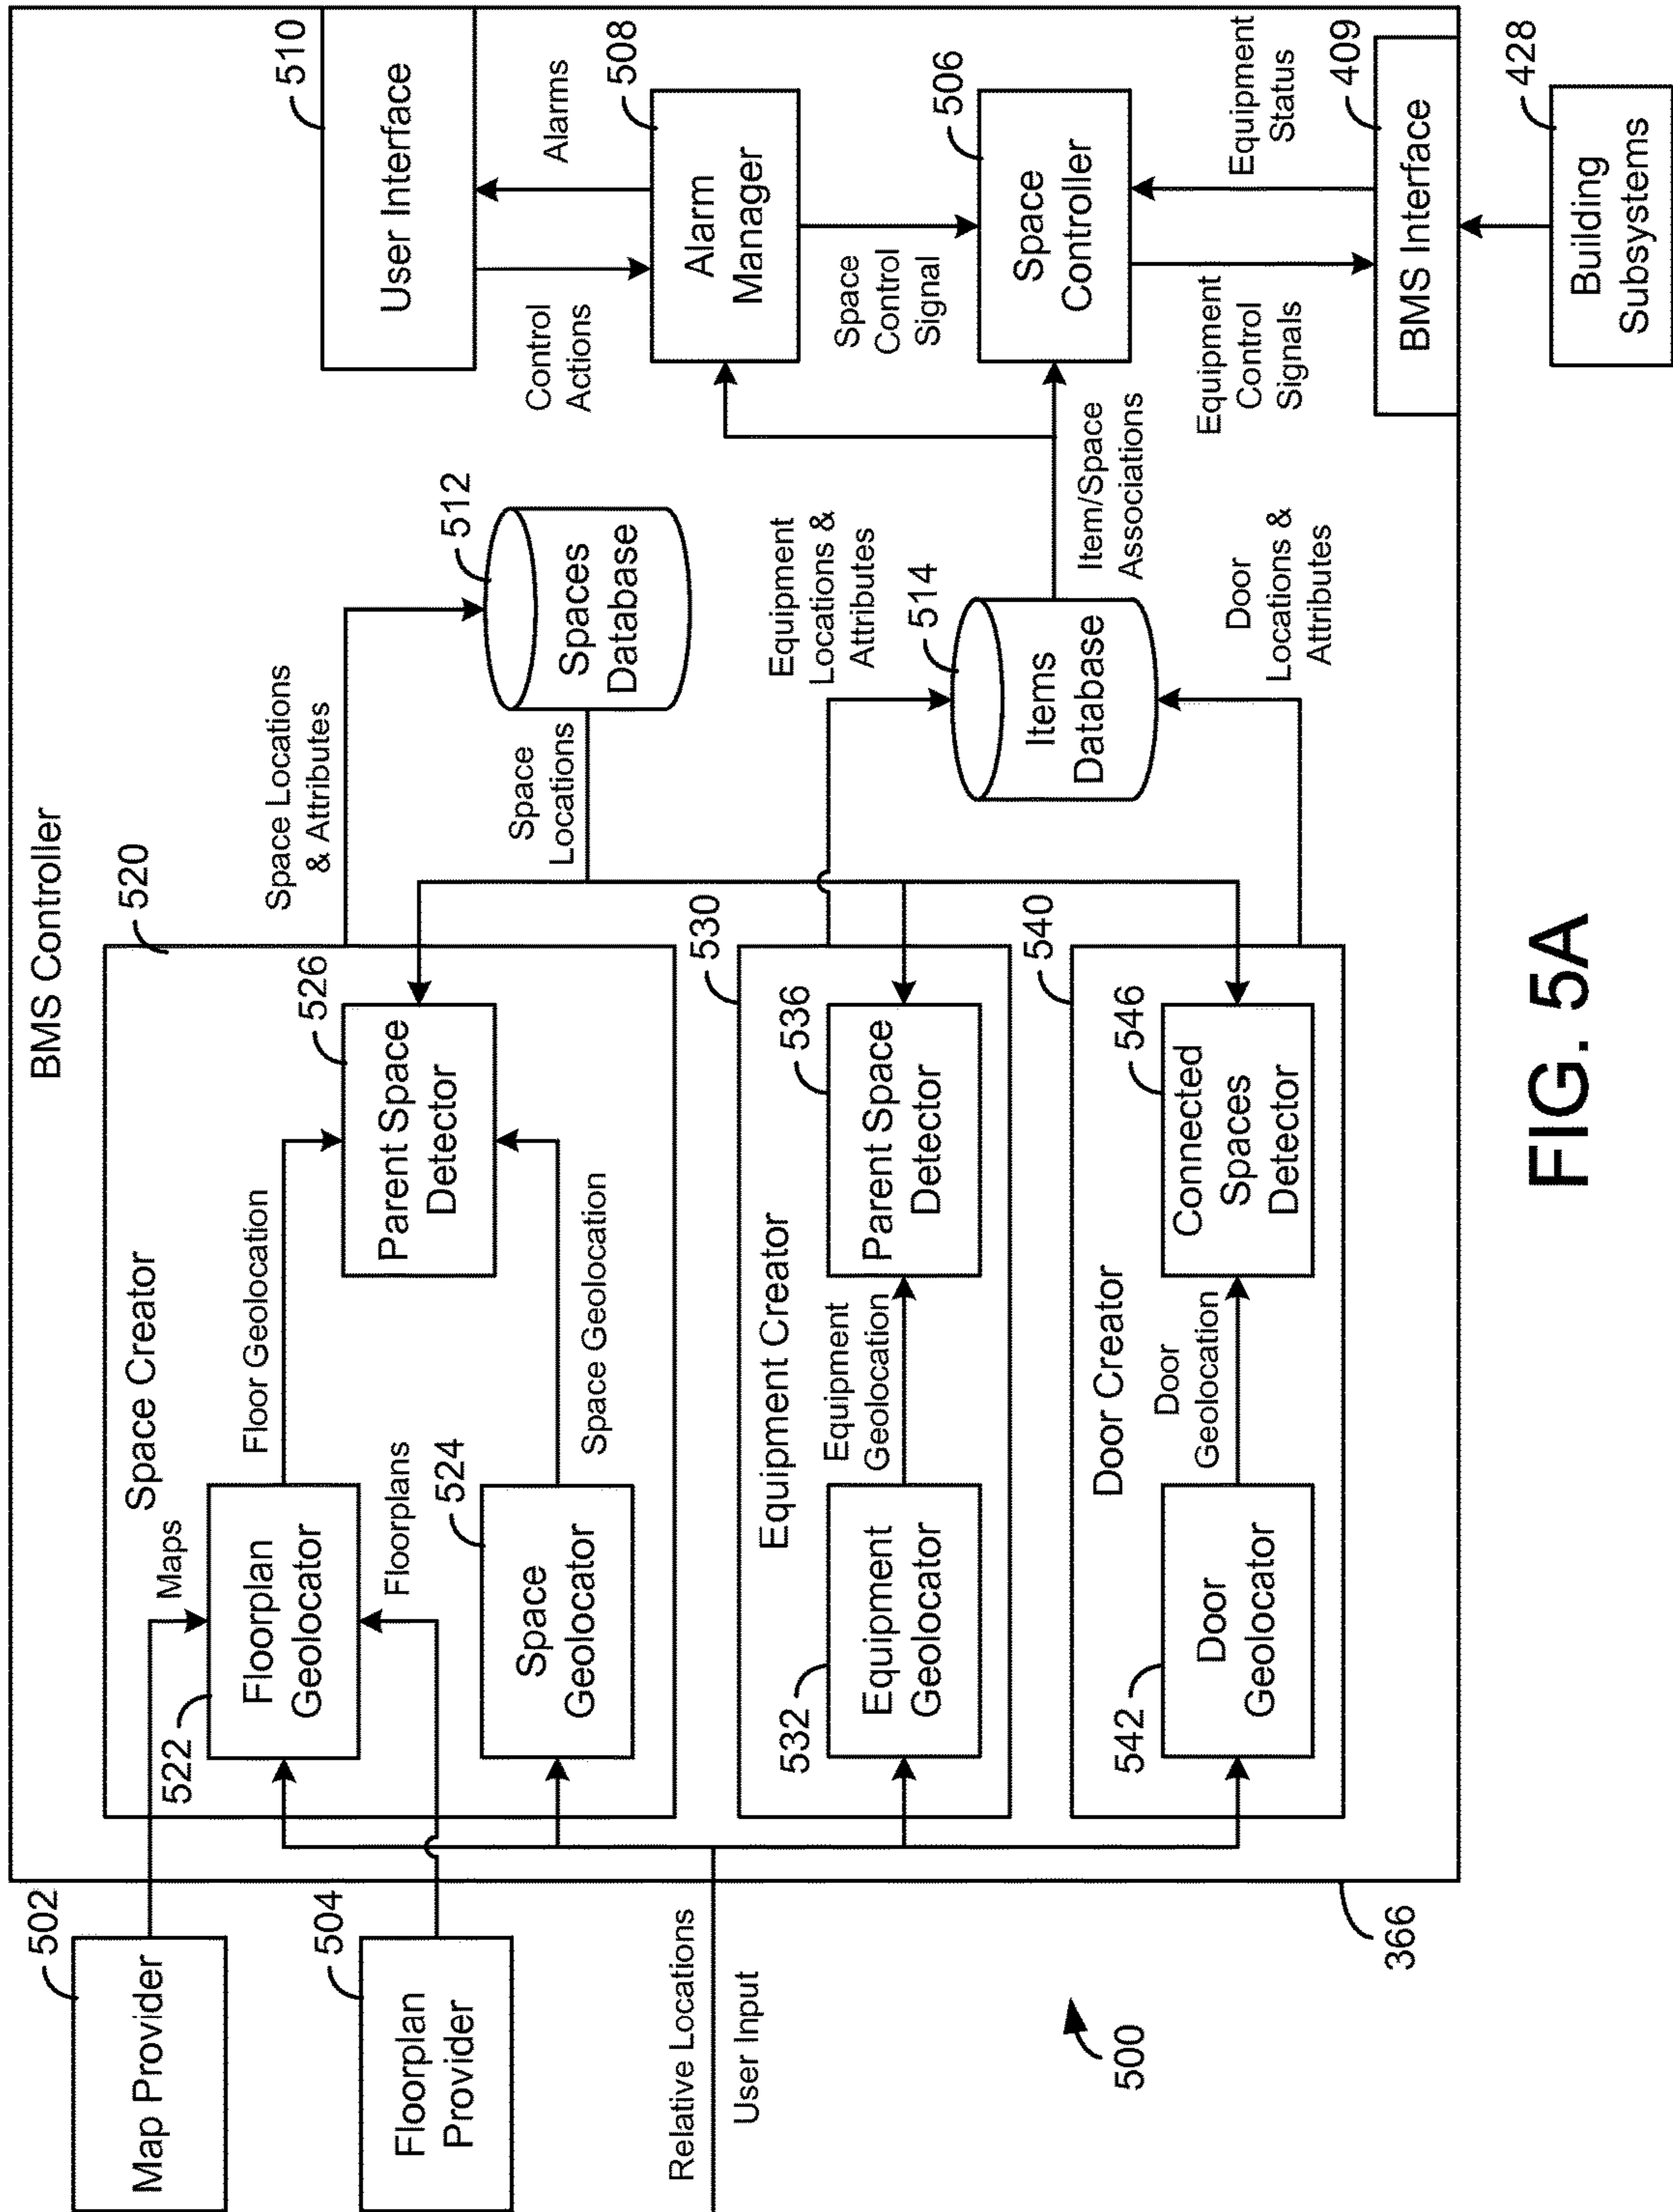 BMS Controller
502
Map Provider
504
Floorplan
Provider
Relative Locations
User Input
500
366
520
Space Creator
Maps
522
Floorplan
Geolocator
Floorplans
524
Space
Geolocator
Floor Geolocation
Space Geolocation
526
Parent Space
Detector
530
Equipment Creator
532
Equipment
Geolocator
Equipment
Geolocation
536
Parent Space
Detector
540
Door Creator
542
Door
Geolocator
Door
Geolocation
546
Connected
Spaces
Detector
Space Locations
& Attributes
512
Spaces
Database
Space
Locations
Equipment
Locations &
Attributes
514
Items
Database
Item/Space
Associations
Door
Locations &
Attributes
510
User Interface
Control
Actions
Alarms
508
Alarm
Manager
Space
Control
Signal
506
Space
Controller
Equipment
Control
Signals
Equipment
Status
409
BMS Interface
428
Building
Subsystems
FIG. 5A